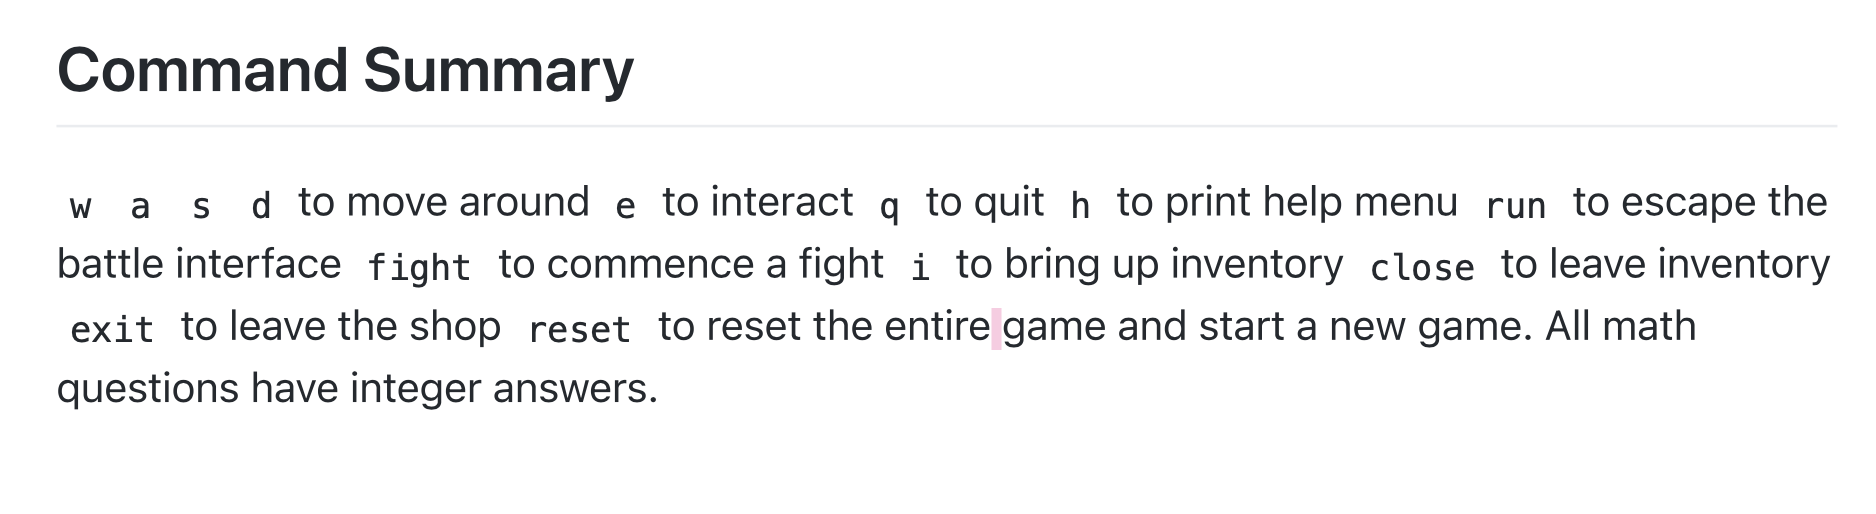 Command Summary
w a s d to move around e to interact q to quit h to print help menu run to escape the
battle interface fight to commence a fight i to bring up inventory close to leave inventory
exit to leave the shop reset to reset the entire game and start a new game. All math
questions have integer answers.